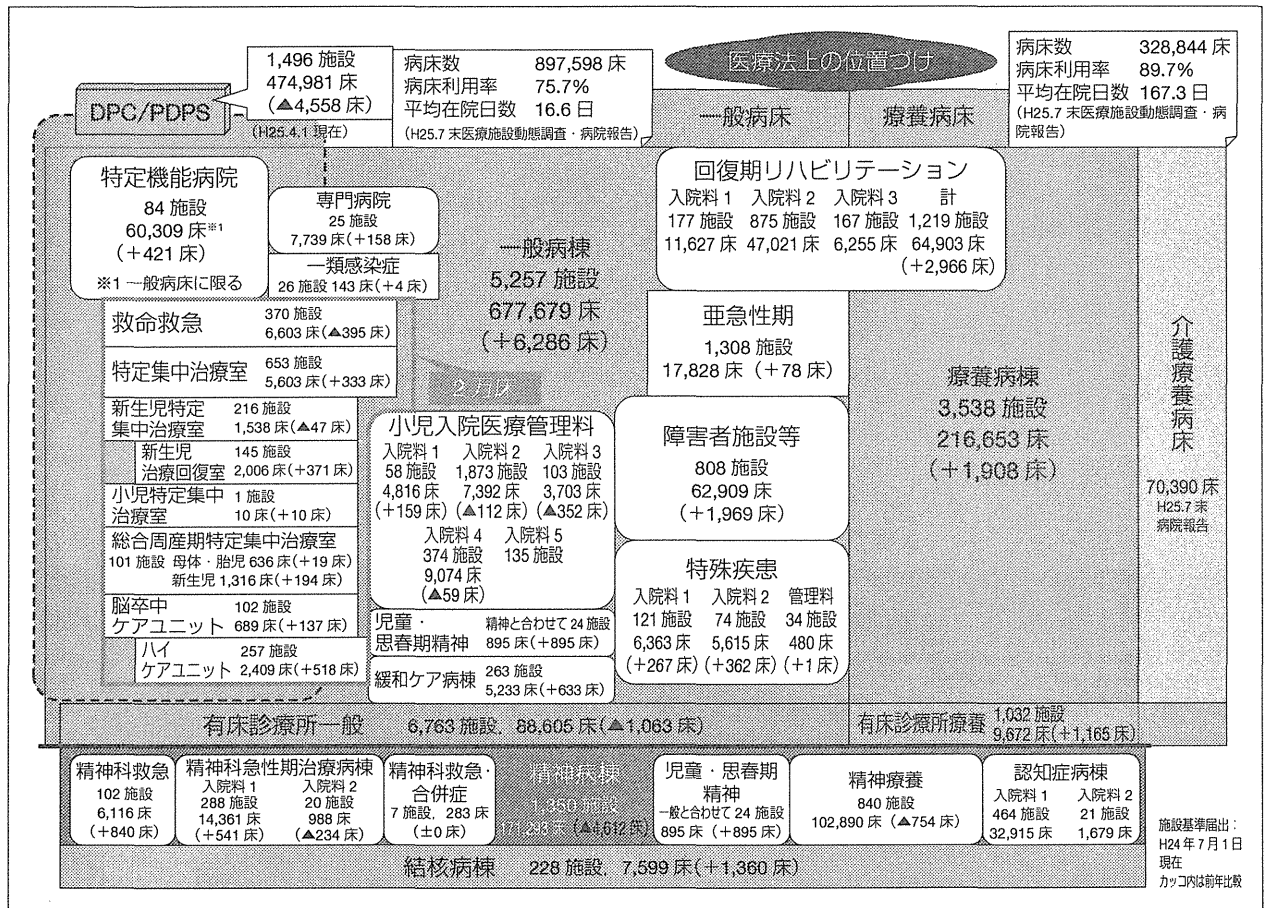 医療法上の位置づけ
DPC/PDPS
1,496 施設
474,981 床
(▲4,558 床)
(H25.4.1 現在)
病床数 897,598 床
病床利用率 75.7%
平均在院日数 16.6 日
(H25.7 末医療施設動態調査・病院報告)
一般病床
療養病床
病床数 328,844 床
病床利用率 89.7%
平均在院日数 167.3 日
(H25.7 末医療施設動態調査・病
院報告)
特定機能病院
84 施設
60,309 床※1
(+421 床)
※1 一般病床に限る
専門病院
25 施設
7,739 床(+158 床)
一類感染症
26 施設 143 床(+4 床)
救命救急
370 施設
6,603 床(▲395 床)
特定集中治療室
653 施設
5,603 床(+333 床)
新生児特定
集中治療室
216 施設
1,538 床(▲47 床)
新生児
治療回復室
145 施設
2,006 床(+371 床)
小児特定集中
治療室
1 施設
10 床(+10 床)
総合周産期特定集中治療室
101 施設 母体・胎児 636 床(+19 床)
新生児 1,316 床(+194 床)
脳卒中
ケアユニット
102 施設
689 床(+137 床)
ハイ
ケアユニット
257 施設
2,409 床(+518 床)
一般病棟
5,257 施設
677,679 床
(+6,286 床)
2 万床
小児入院医療管理料
入院料 1 入院料 2 入院料 3
58 施設 1,873 施設 103 施設
4,816 床 7,392 床 3,703 床
(+159 床) (▲112 床) (▲352 床)
入院料 4 入院料 5
374 施設 135 施設
9,074 床
(▲59 床)
児童・
思春期精神
精神と合わせて 24 施設
895 床(+895 床)
緩和ケア病棟
263 施設
5,233 床(+633 床)
回復期リハビリテーション
入院料 1 入院料 2 入院料 3 計
177 施設 875 施設 167 施設 1,219 施設
11,627 床 47,021 床 6,255 床 64,903 床
(+2,966 床)
亜急性期
1,308 施設
17,828 床 (+78 床)
障害者施設等
808 施設
62,909 床
(+1,969 床)
特殊疾患
入院料 1 入院料 2 管理料
121 施設 74 施設 34 施設
6,363 床 5,615 床 480 床
(+267 床) (+362 床) (+1 床)
療養病棟
3,538 施設
216,653 床
(+1,908 床)
介護療養病床
70,390 床
H25.7 末
病院報告
有床診療所一般 6,763 施設, 88,605 床(▲1,063 床)
有床診療所療養 1,032 施設
9,672 床(+1,165 床)
精神科救急
102 施設
6,116 床
(+840 床)
精神科急性期治療病棟
入院料 1 入院料 2
288 施設 20 施設
14,361 床 988 床
(+541 床) (▲234 床)
精神科救急・
合併症
7 施設, 283 床
(±0 床)
精神病棟
1,350 施設
171,293 床 (▲4,612 床)
児童・思春期
精神
一般と合わせて 24 施設
895 床 (+895 床)
精神療養
840 施設
102,890 床 (▲754 床)
認知症病棟
入院料 1 入院料 2
464 施設 21 施設
32,915 床 1,679 床
結核病棟 228 施設, 7,599 床(+1,360 床)
施設基準届出:
H24 年 7 月 1 日
現在
カッコ内は前年比較